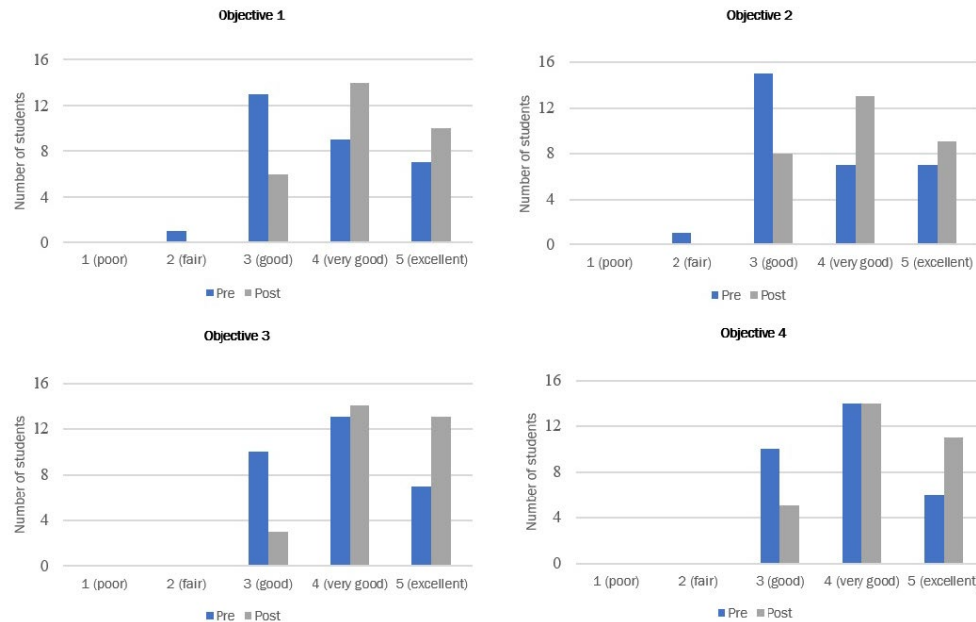 Objective 1
Number of students
16
12
8
4
0
1 (poor) 2 (fair) 3 (good) 4 (very good) 5 (excellent)
Pre Post
Objective 2
Number of students
16
12
8
4
0
1 (poor) 2 (fair) 3 (good) 4 (very good) 5 (excellent)
Pre Post
Objective 3
Number of students
16
12
8
4
0
1 (poor) 2 (fair) 3 (good) 4 (very good) 5 (excellent)
Pre Post
Objective 4
Number of students
16
12
8
4
0
1 (poor) 2 (fair) 3 (good) 4 (very good) 5 (excellent)
Pre Post